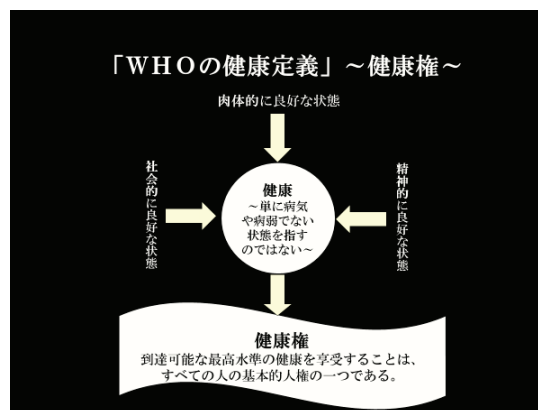 「ＷＨＯの健康定義」～健康権～
肉体的に良好な状態
社会的に良好な状態
健康
～単に病気
や病弱でない
状態を指す
のではない～
精神的に良好な状態
健康権
到達可能な最高水準の健康を享受することは、
すべての人の基本的人権の一つである。